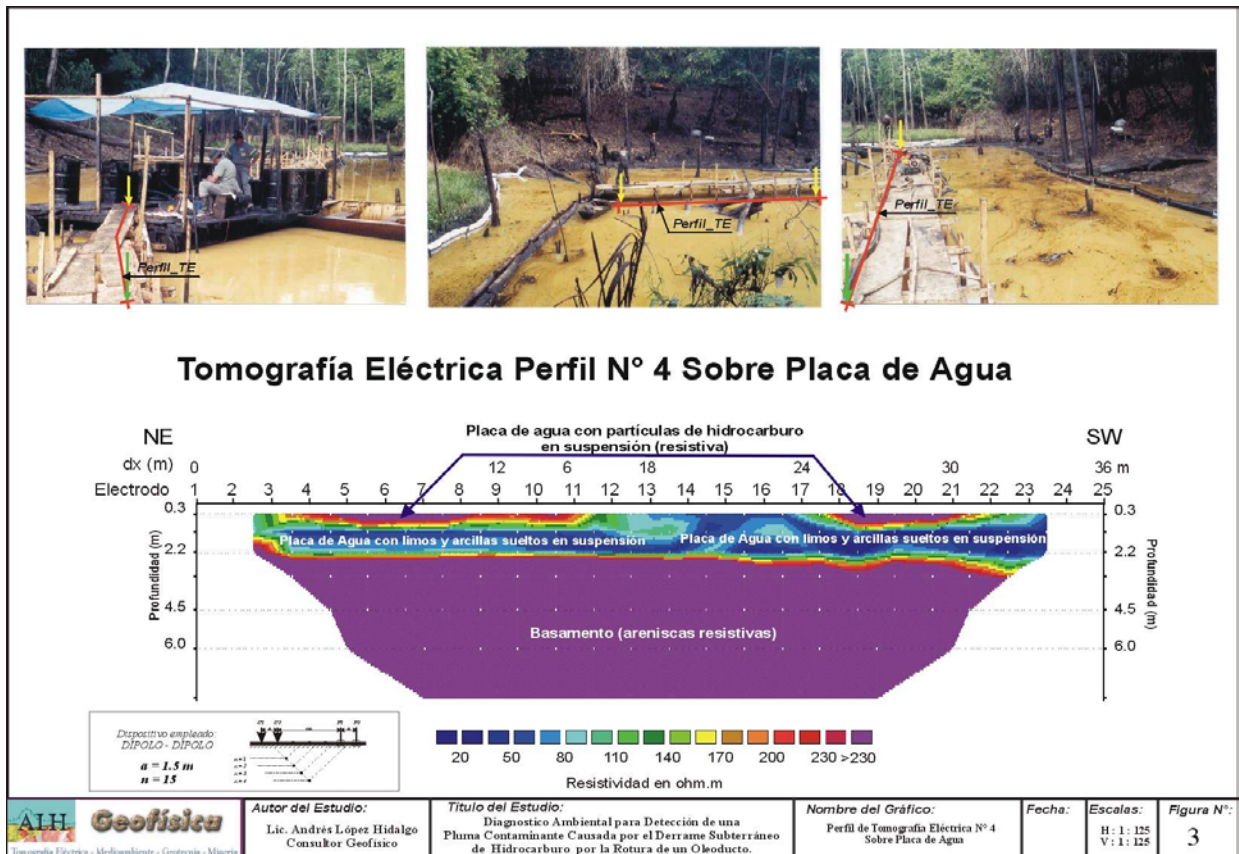 Perfil_TE
Perfil_TE
Perfil_TE
Tomografía Eléctrica Perfil N° 4 Sobre Placa de Agua
Placa de agua con partículas de hidrocarburo
en suspensión (resistiva)
NE
SW
dx (m) 0 12 6 18 24 30 36 m
Electrodo 1 2 3 4 5 6 7 8 9 10 11 12 13 14 15 16 17 18 19 20 21 22 23 24 25
0.3
2.2
4.5
6.0
Profundidad (m)
Placa de Agua con limos y arcillas sueltos en suspensión
Placa de Agua con limos y arcillas sueltos en suspensión
Basamento (areniscas resistivas)
0.3
2.2
4.5
6.0
Profundidad (m)
Dispositivo empleado:
DIPOLO - DIPOLO
a = 1.5 m
n = 15
20 50 80 110 140 170 200 230 >230
Resistividad en ohm.m
ALH Geofísica
Tomografía Eléctrica - Medioambiente - Geotecnia - Minería
Autor del Estudio:
Lic. Andrés López Hidalgo
Consultor Geofísico
Título del Estudio:
Diagnostico Ambiental para Detección de una
Pluma Contaminante Causada por el Derrame Subterráneo
de Hidrocarburo por la Rotura de un Oleoducto.
Nombre del Gráfico:
Perfil de Tomografía Eléctrica N° 4
Sobre Placa de Agua
Fecha:
Escalas:
H : 1 : 125
V : 1 : 125
Figura N°:
3